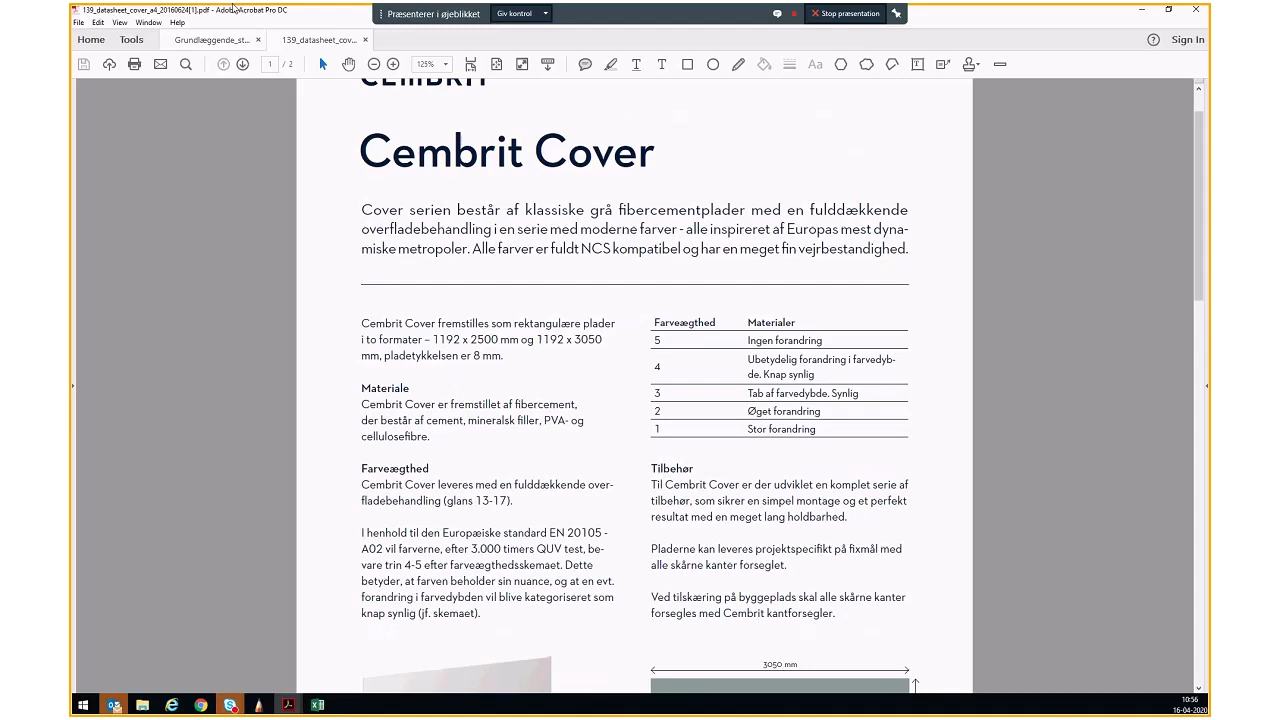 139_datasheet_cover_a4_20160624[1].pdf - Adobe Acrobat Pro DC
Præsenterer i øjeblikket
Giv kontrol
Stop præsentation
File Edit View Window Help
Home Tools
Grundlæggende_st... ×
139_datasheet_cov... ×
Sign In
1 / 2
125%
CEMBRIT
Cembrit Cover
Cover serien består af klassiske grå fibercementplader med en fulddækkende
overfladebehandling i en serie med moderne farver - alle inspireret af Europas mest dyna-
miske metropoler. Alle farver er fuldt NCS kompatibel og har en meget fin vejrbestandighed.
Cembrit Cover fremstilles som rektangulære plader
i to formater – 1192 x 2500 mm og 1192 x 3050
mm, pladetykkelsen er 8 mm.
Materiale
Cembrit Cover er fremstillet af fibercement,
der består af cement, mineralsk filler, PVA- og
cellulosefibre.
Farveægthed
Cembrit Cover leveres med en fulddækkende over-
fladebehandling (glans 13-17).
I henhold til den Europæiske standard EN 20105 -
A02 vil farverne, efter 3.000 timers QUV test, be-
vare trin 4-5 efter farveægthedsskemaet. Dette
betyder, at farven beholder sin nuance, og at en evt.
forandring i farvedybden vil blive kategoriseret som
knap synlig (jf. skemaet).
Farveægthed Materialer
5 Ingen forandring
4 Ubetydelig forandring i farvedyb-
de. Knap synlig
3 Tab af farvedybde. Synlig
2 Øget forandring
1 Stor forandring
Tilbehør
Til Cembrit Cover er der udviklet en komplet serie af
tilbehør, som sikrer en simpel montage og et perfekt
resultat med en meget lang holdbarhed.
Pladerne kan leveres projektspecifikt på fixmål med
alle skårne kanter forseglet.
Ved tilskæring på byggeplads skal alle skårne kanter
forsegles med Cembrit kantforsegler.
3050 mm
10:56
16-04-2020